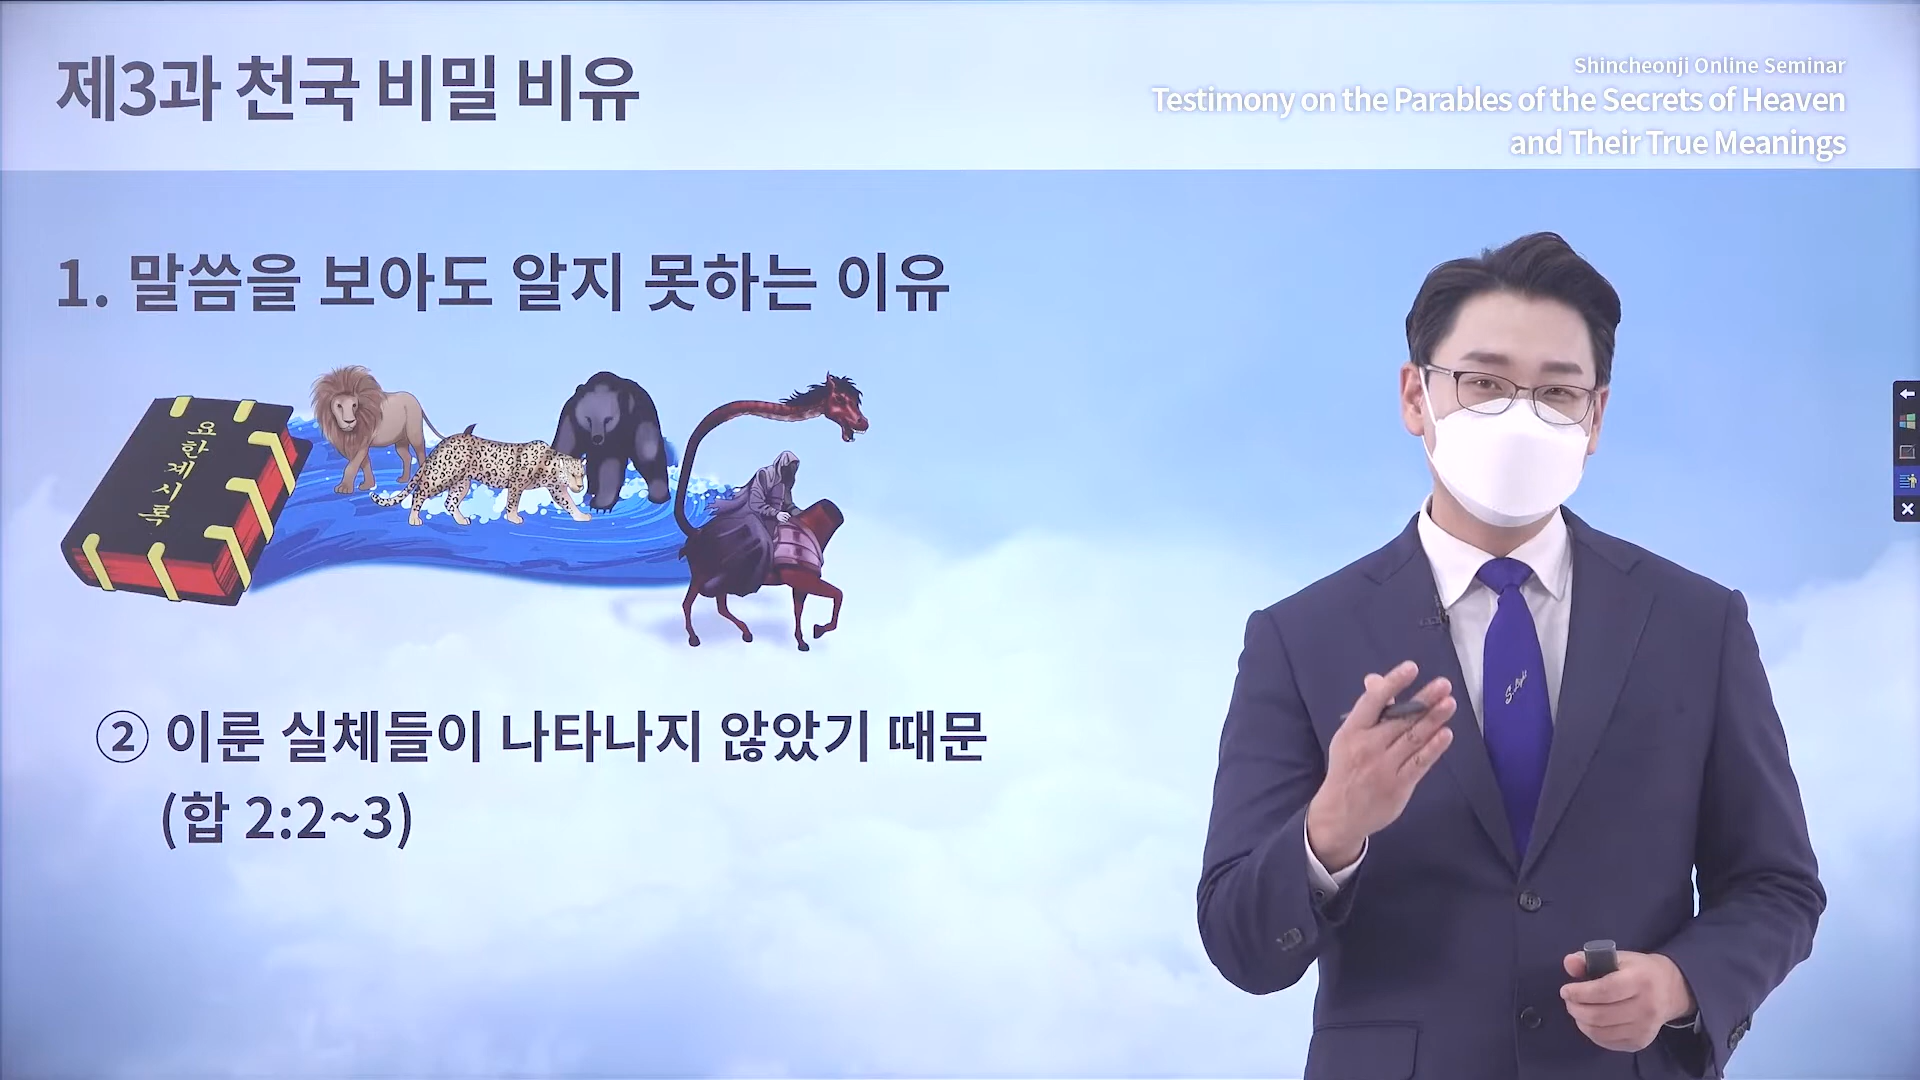 제3과 천국 비밀 비유
Shincheonji Online Seminar
Testimony on the Parables of the Secrets of Heaven
and Their True Meanings
1. 말씀을 보아도 알지 못하는 이유
요한계시록
② 이룬 실체들이 나타나지 않았기 때문
(합 2:2~3)